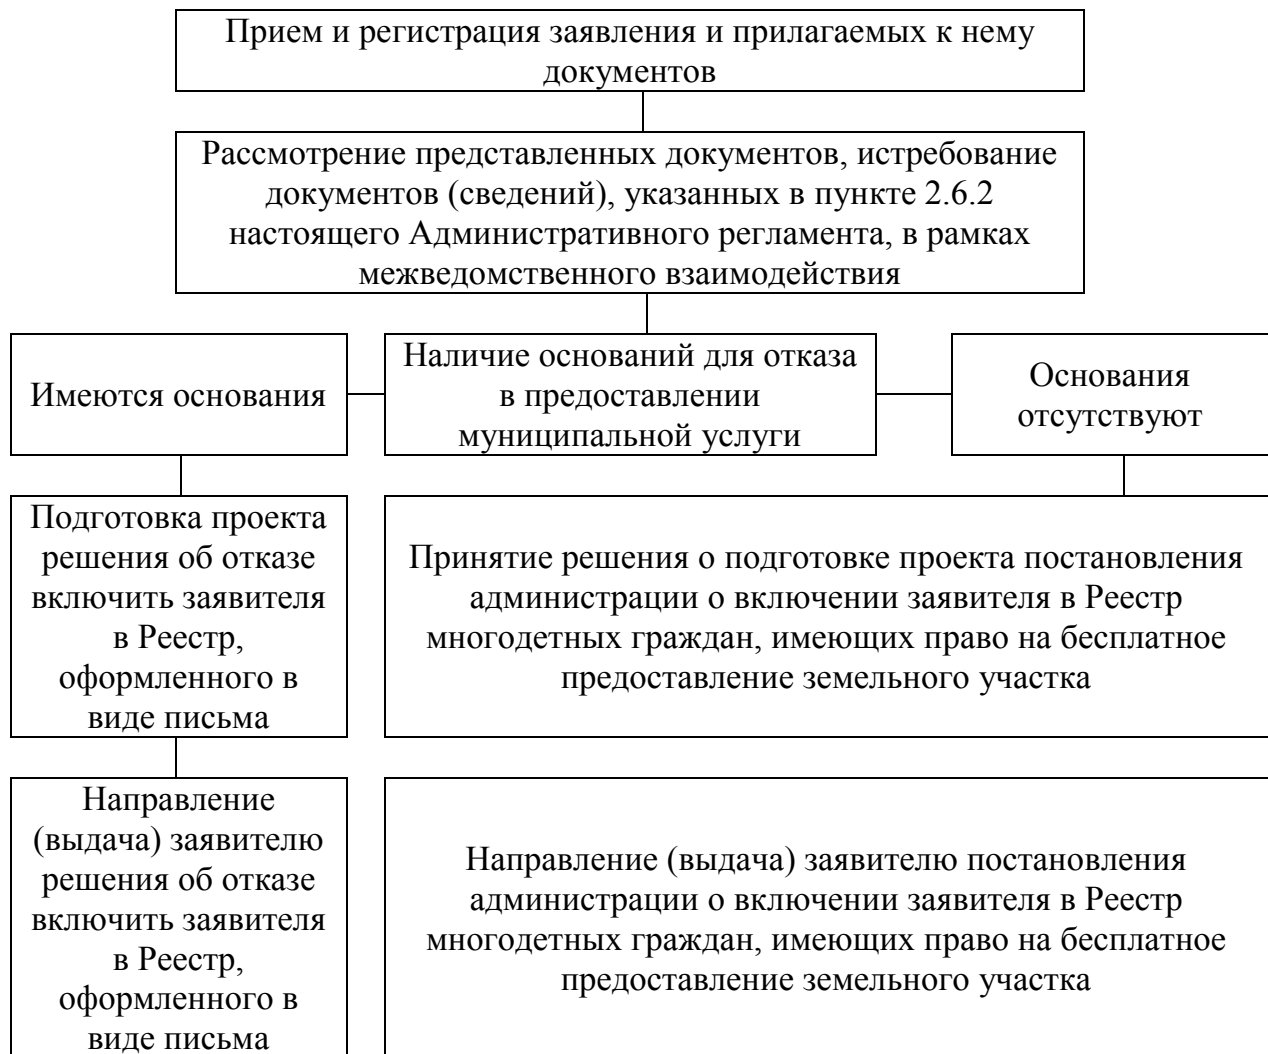 Прием и регистрация заявления и прилагаемых к нему
документов
Рассмотрение представленных документов, истребование
документов (сведений), указанных в пункте 2.6.2
настоящего Административного регламента, в рамках
межведомственного взаимодействия
Имеются основания
Наличие оснований для отказа
в предоставлении
муниципальной услуги
Основания
отсутствуют
Подготовка проекта
решения об отказе
включить заявителя
в Реестр,
оформленного в
виде письма
Принятие решения о подготовке проекта постановления
администрации о включении заявителя в Реестр
многодетных граждан, имеющих право на бесплатное
предоставление земельного участка
Направление
(выдача) заявителю
решения об отказе
включить заявителя
в Реестр,
оформленного в
виде письма
Направление (выдача) заявителю постановления
администрации о включении заявителя в Реестр
многодетных граждан, имеющих право на бесплатное
предоставление земельного участка